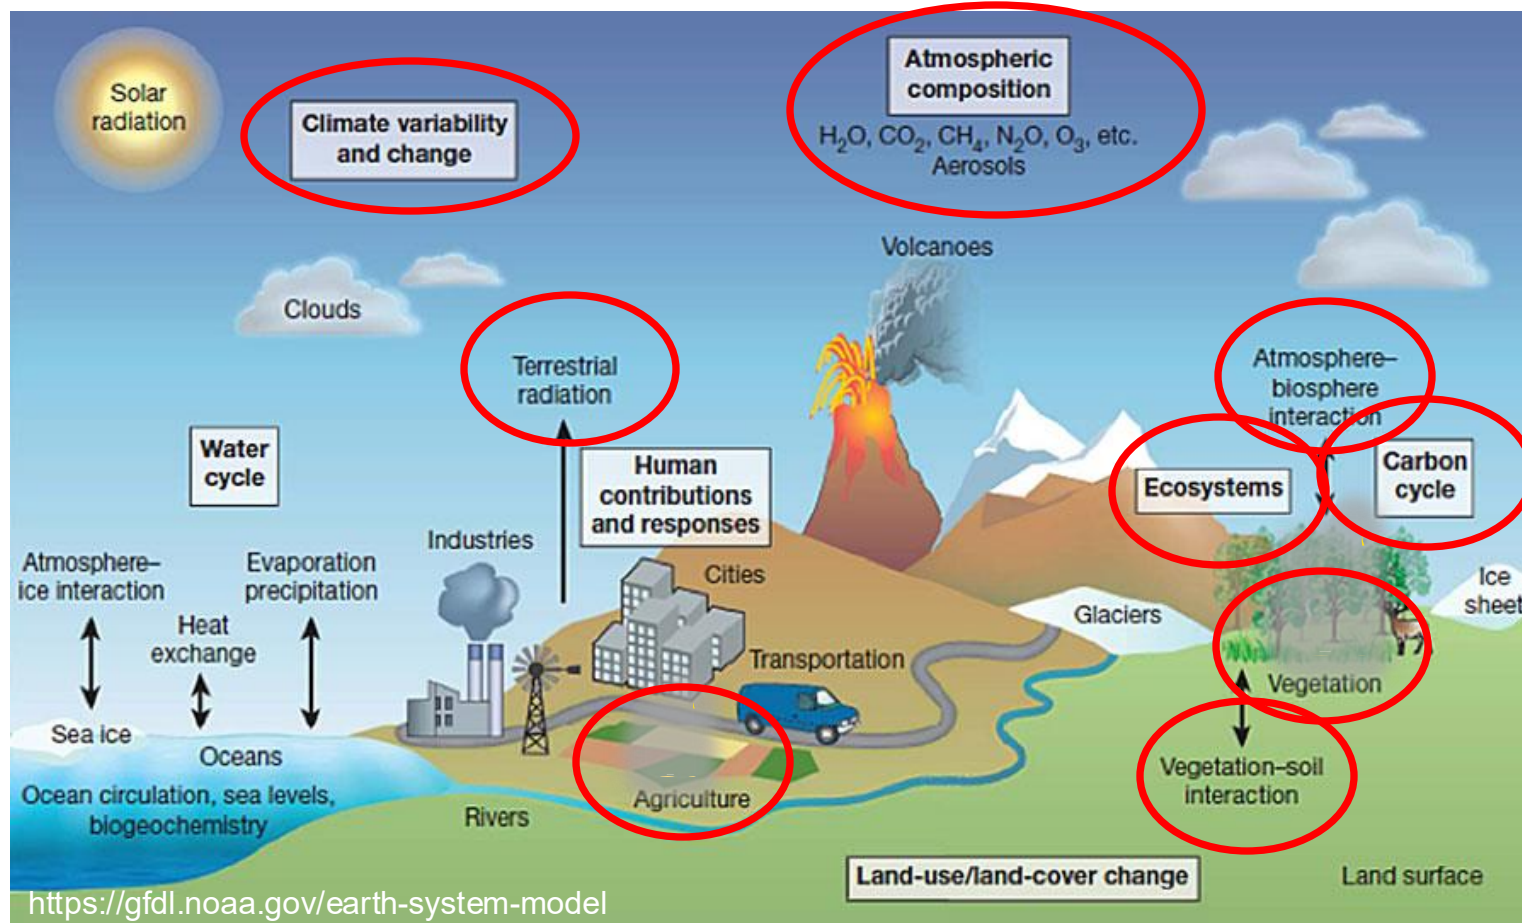 Solar
radiation
Climate variability
and change
Atmospheric
composition
H₂O, CO₂, CH₄, N₂O, O₃, etc.
Aerosols
Volcanoes
Clouds
Terrestrial
radiation
Atmosphere–
biosphere
interaction
Water
cycle
Human
contributions
and responses
Ecosystems
Carbon
cycle
Atmosphere–
ice interaction
Evaporation
precipitation
Industries
Cities
Heat
exchange
Glaciers
Ice
sheet
Transportation
Vegetation
Sea ice
Oceans
Ocean circulation, sea levels,
biogeochemistry
Rivers
Agriculture
Vegetation–soil
interaction
Land-use/land-cover change
Land surface
https://gfdl.noaa.gov/earth-system-model